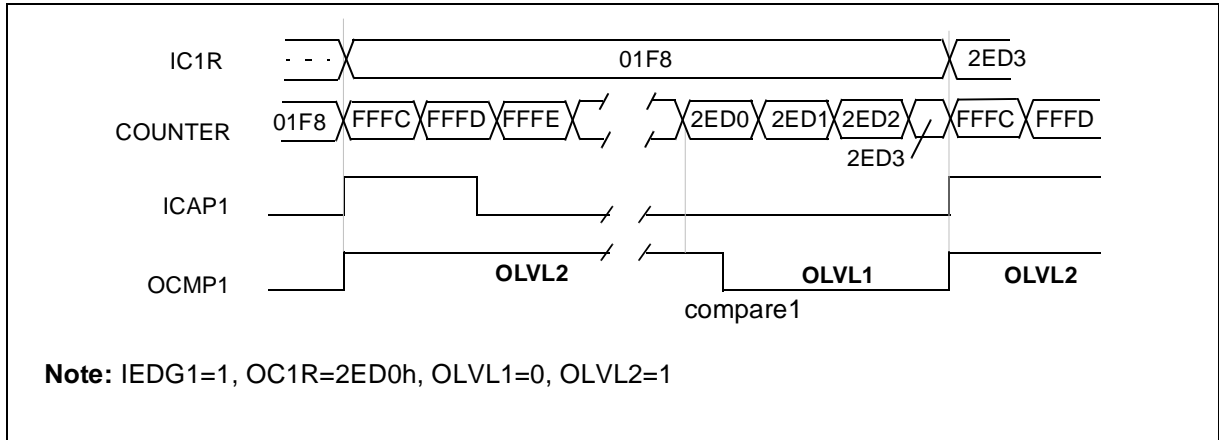 IC1R - - - 01F8 2ED3
COUNTER 01F8 FFFC FFFD FFFE 2ED0 2ED1 2ED2 FFFC FFFD
2ED3
ICAP1
OCMP1 OLVL2 OLVL1 OLVL2
compare1
Note: IEDG1=1, OC1R=2ED0h, OLVL1=0, OLVL2=1